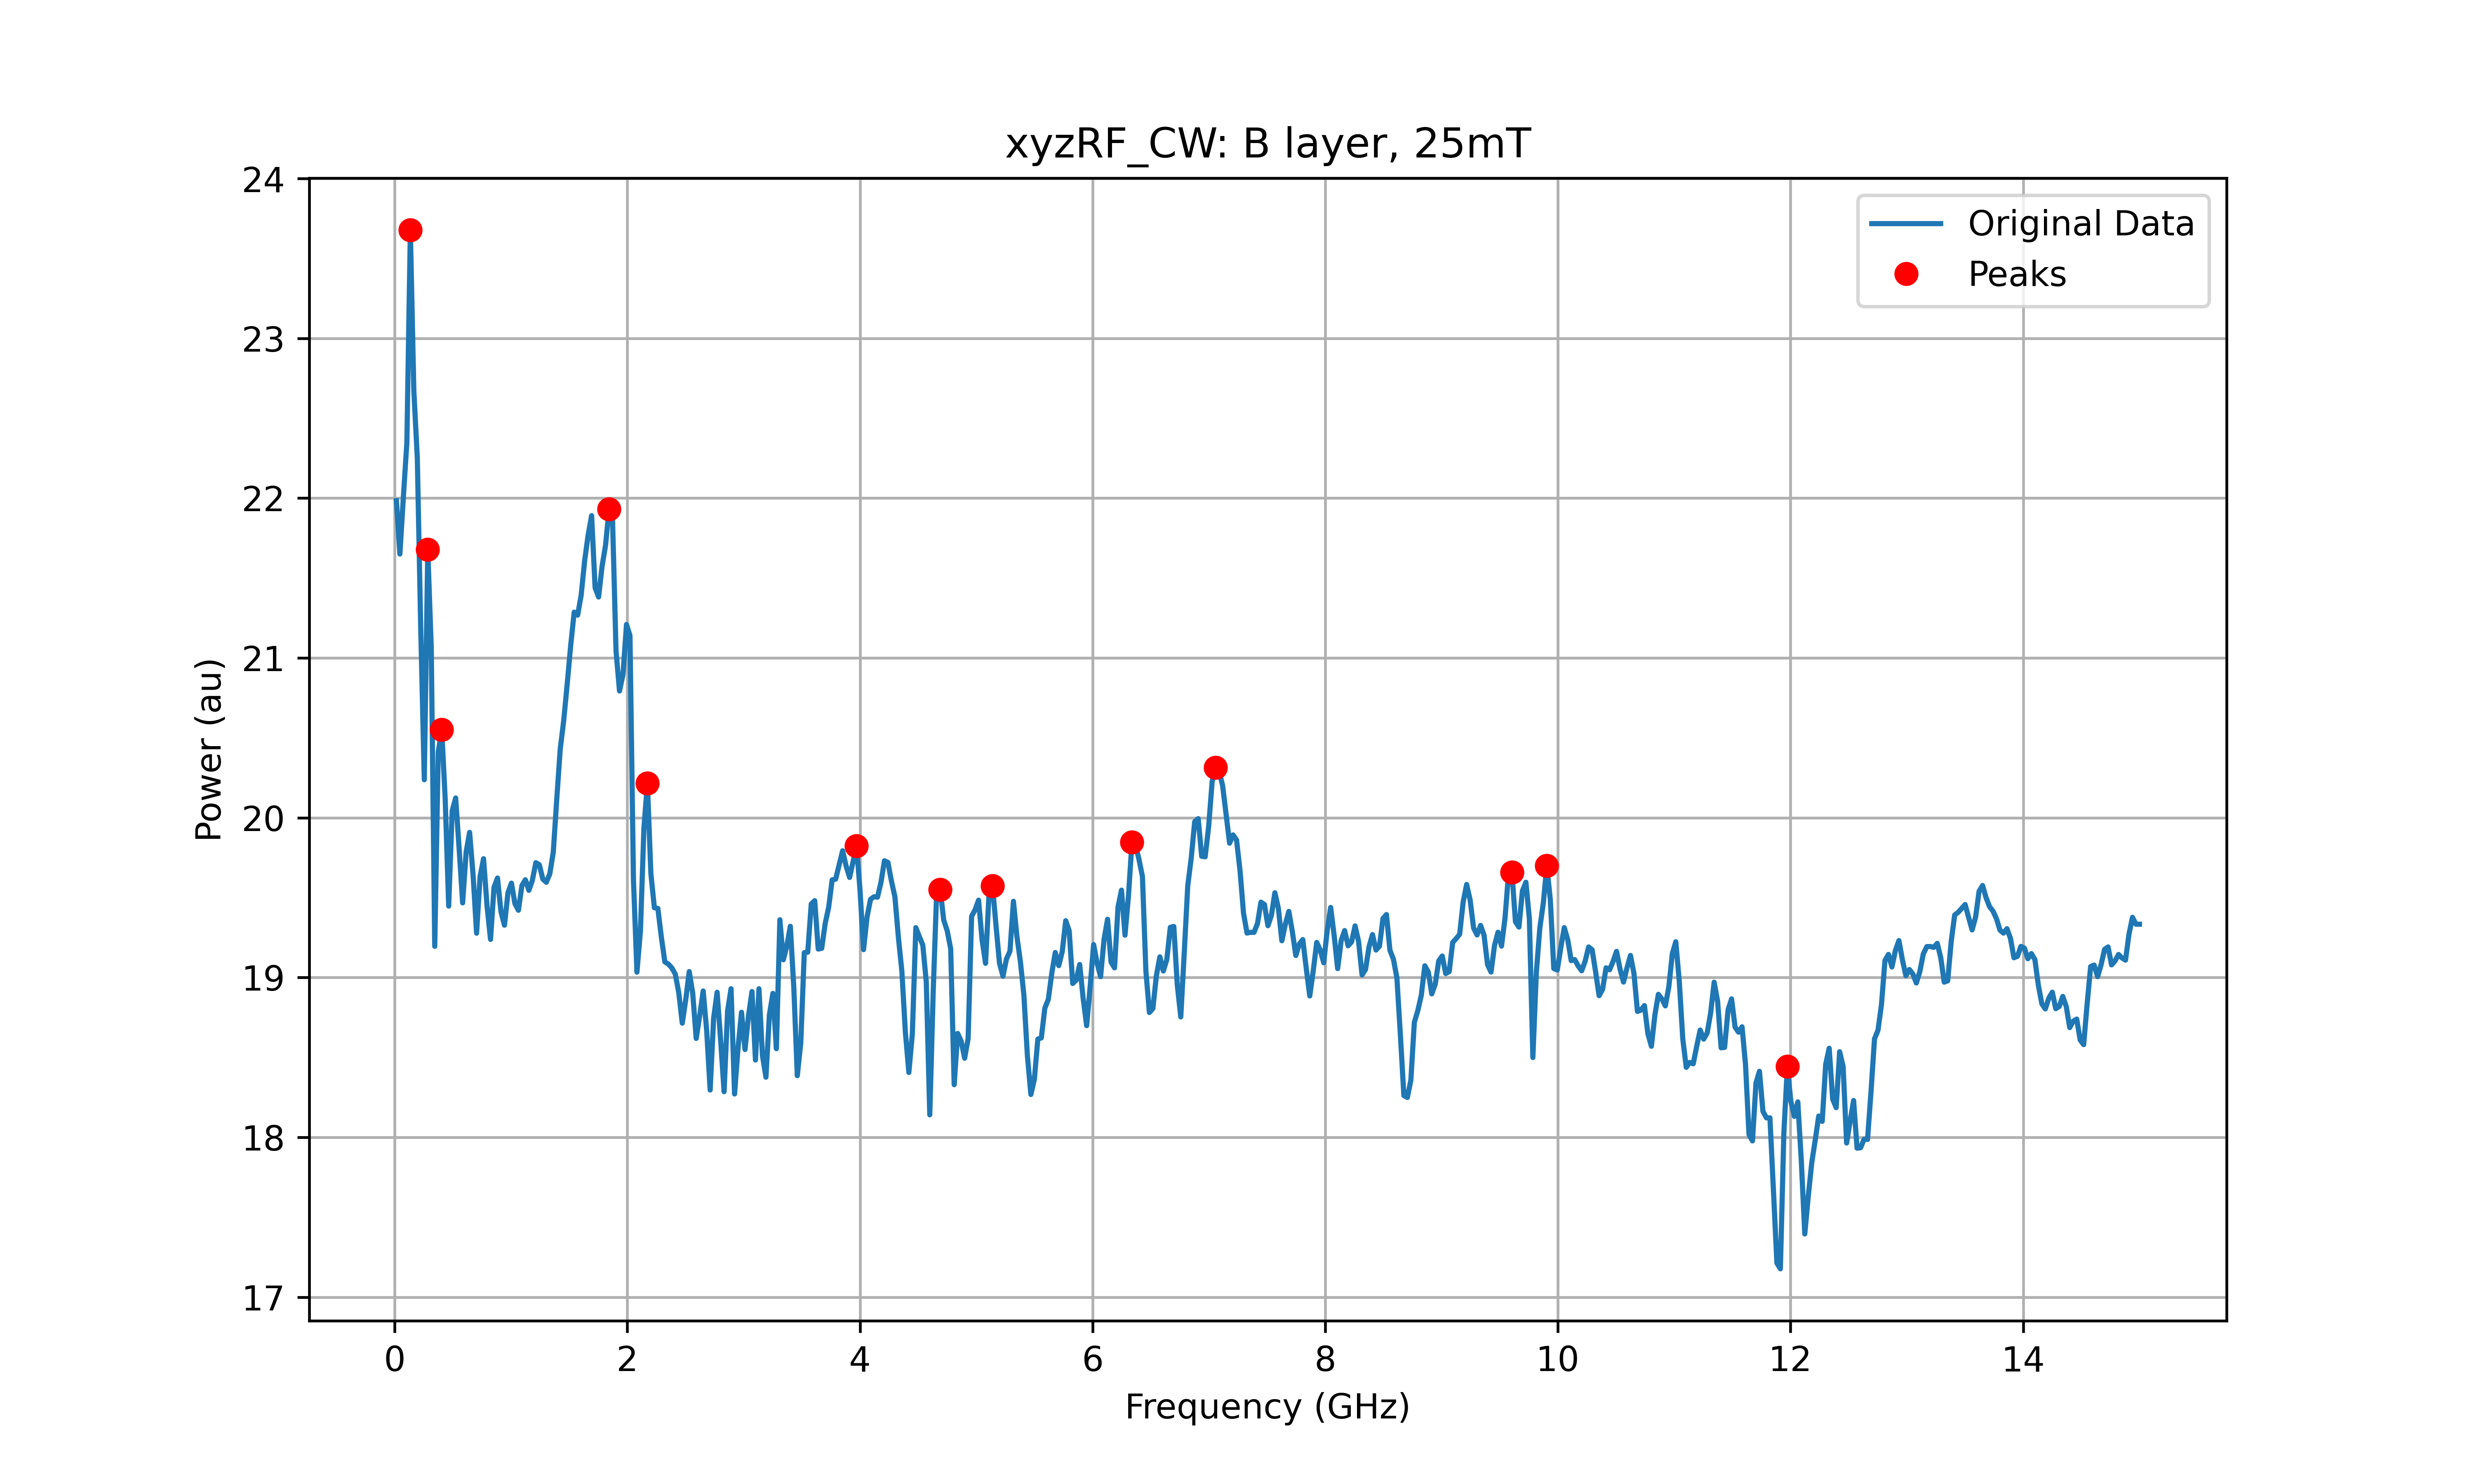 xyzRF_CW: B layer, 25mT
Original Data
Peaks
24
23
22
21
20
19
18
17
Power (au)
0 2 4 6 8 10 12 14
Frequency (GHz)